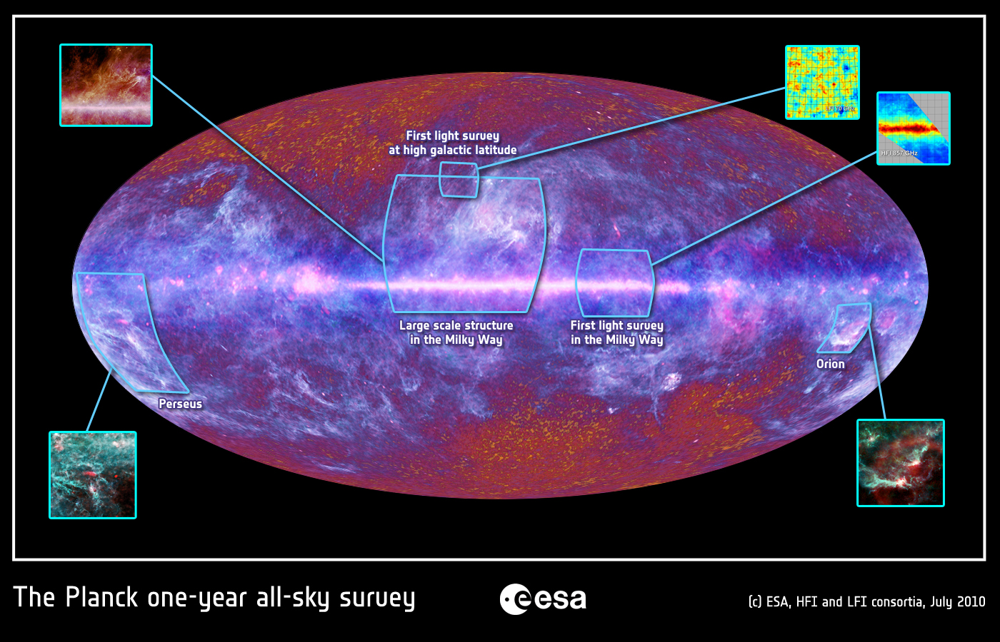 First light survey
at high galactic latitude
HFI 857 GHz
Large scale structure
in the Milky Way
First light survey
in the Milky Way
Orion
Perseus
The Planck one-year all-sky survey
esa
(c) ESA, HFI and LFI consortia, July 2010